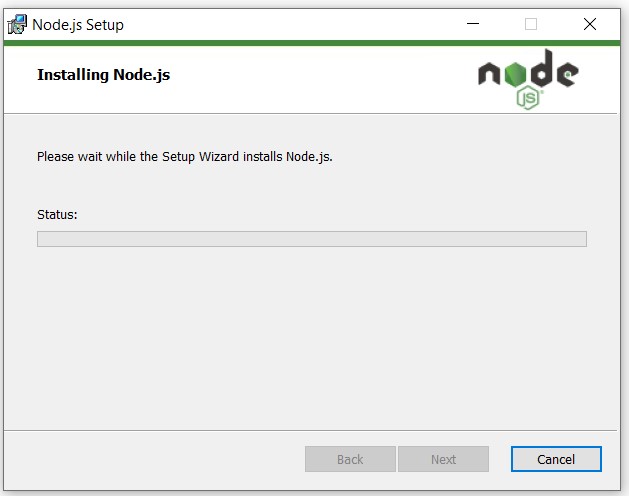 Node.js Setup
Installing Node.js
node
JS
Please wait while the Setup Wizard installs Node.js.
Status:
Back
Next
Cancel